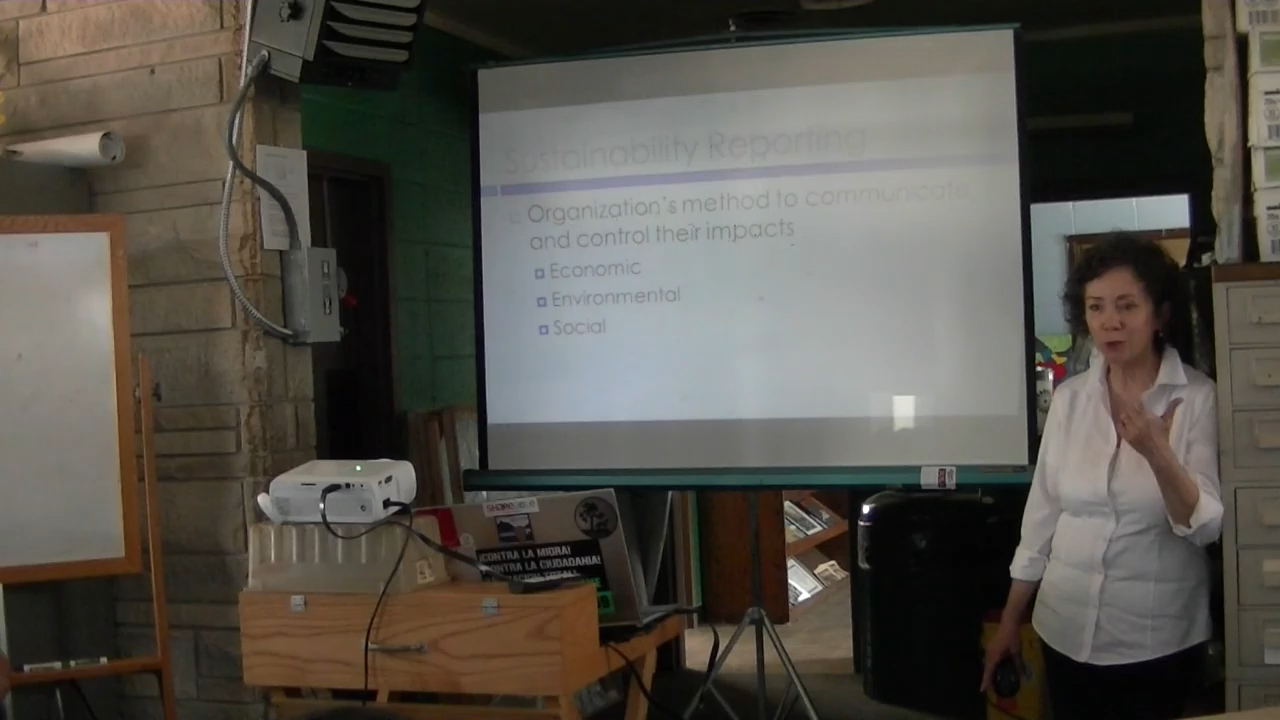 Sustainability Reporting
Organization's method to communicate
and control their impacts
Economic
Environmental
Social
¡CONTRA LA MIGRA!
¡CONTRA LA CIUDADANIA!